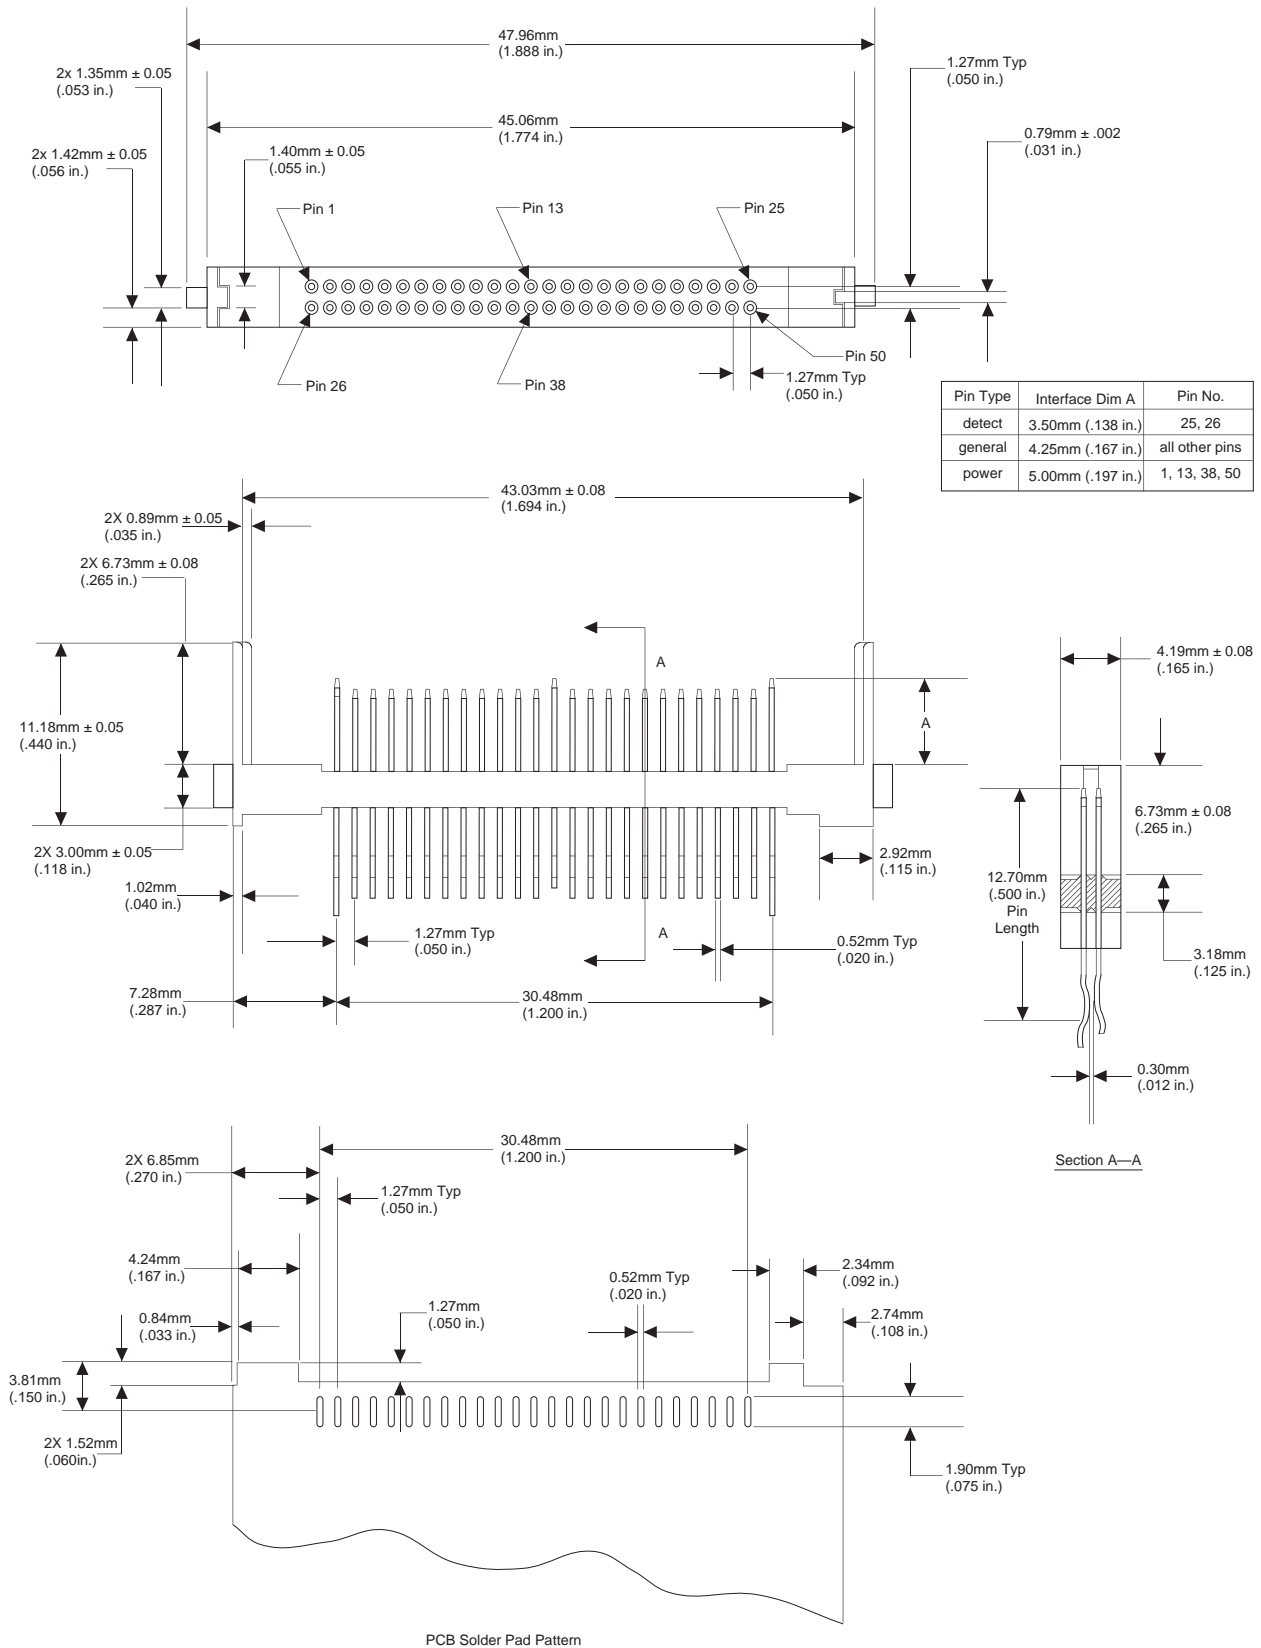 47.96mm
(1.888 in.)
2x 1.35mm ± 0.05
(.053 in.)
1.27mm Typ
(.050 in.)
45.06mm
(1.774 in.)
0.79mm ± .002
(.031 in.)
2x 1.42mm ± 0.05
(.056 in.)
1.40mm ± 0.05
(.055 in.)
Pin 1
Pin 13
Pin 25
Pin 50
Pin 26
Pin 38
1.27mm Typ
(.050 in.)
Pin Type Interface Dim A Pin No.
detect 3.50mm (.138 in.) 25, 26
general 4.25mm (.167 in.) all other pins
power 5.00mm (.197 in.) 1, 13, 38, 50
43.03mm ± 0.08
(1.694 in.)
2X 0.89mm ± 0.05
(.035 in.)
2X 6.73mm ± 0.08
(.265 in.)
A
4.19mm ± 0.08
(.165 in.)
11.18mm ± 0.05
(.440 in.)
A
6.73mm ± 0.08
(.265 in.)
2X 3.00mm ± 0.05
(.118 in.)
2.92mm
(.115 in.)
12.70mm
(.500 in.)
Pin
Length
1.02mm
(.040 in.)
1.27mm Typ
(.050 in.)
A
0.52mm Typ
(.020 in.)
3.18mm
(.125 in.)
7.28mm
(.287 in.)
30.48mm
(1.200 in.)
0.30mm
(.012 in.)
Section A—A
30.48mm
(1.200 in.)
2X 6.85mm
(.270 in.)
1.27mm Typ
(.050 in.)
4.24mm
(.167 in.)
0.52mm Typ
(.020 in.)
2.34mm
(.092 in.)
0.84mm
(.033 in.)
1.27mm
(.050 in.)
2.74mm
(.108 in.)
3.81mm
(.150 in.)
2X 1.52mm
(.060in.)
1.90mm Typ
(.075 in.)
PCB Solder Pad Pattern